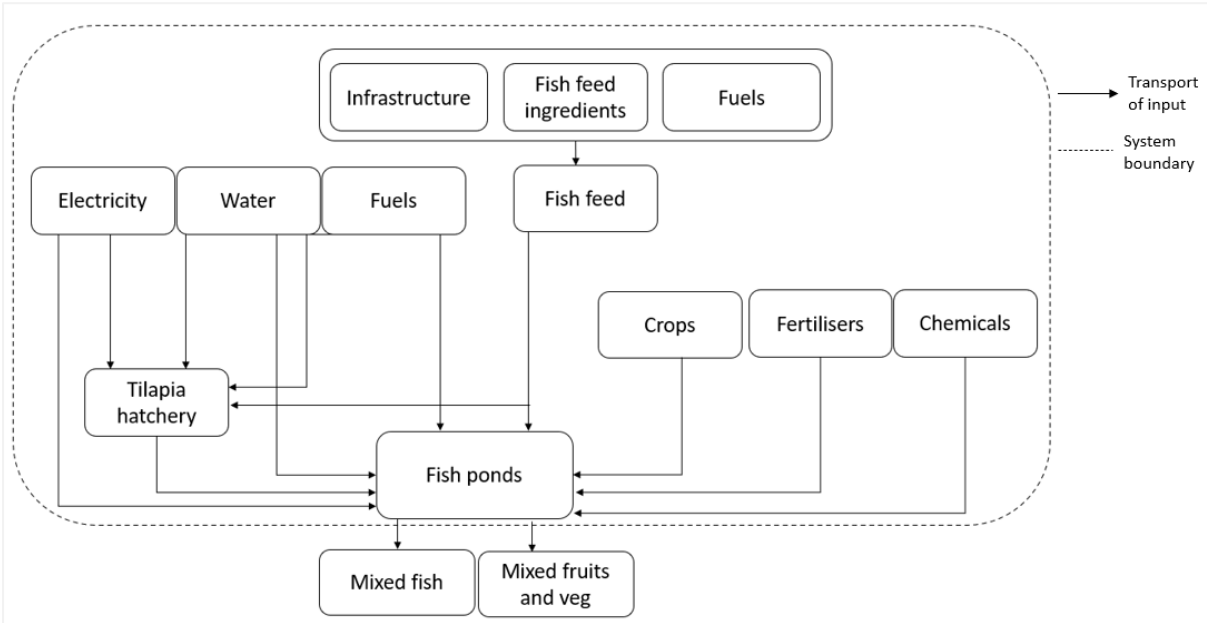 Infrastructure
Fish feed
ingredients
Fuels
Transport
of input
System
boundary
Electricity
Water
Fuels
Fish feed
Crops
Fertilisers
Chemicals
Tilapia
hatchery
Fish ponds
Mixed fish
Mixed fruits
and veg